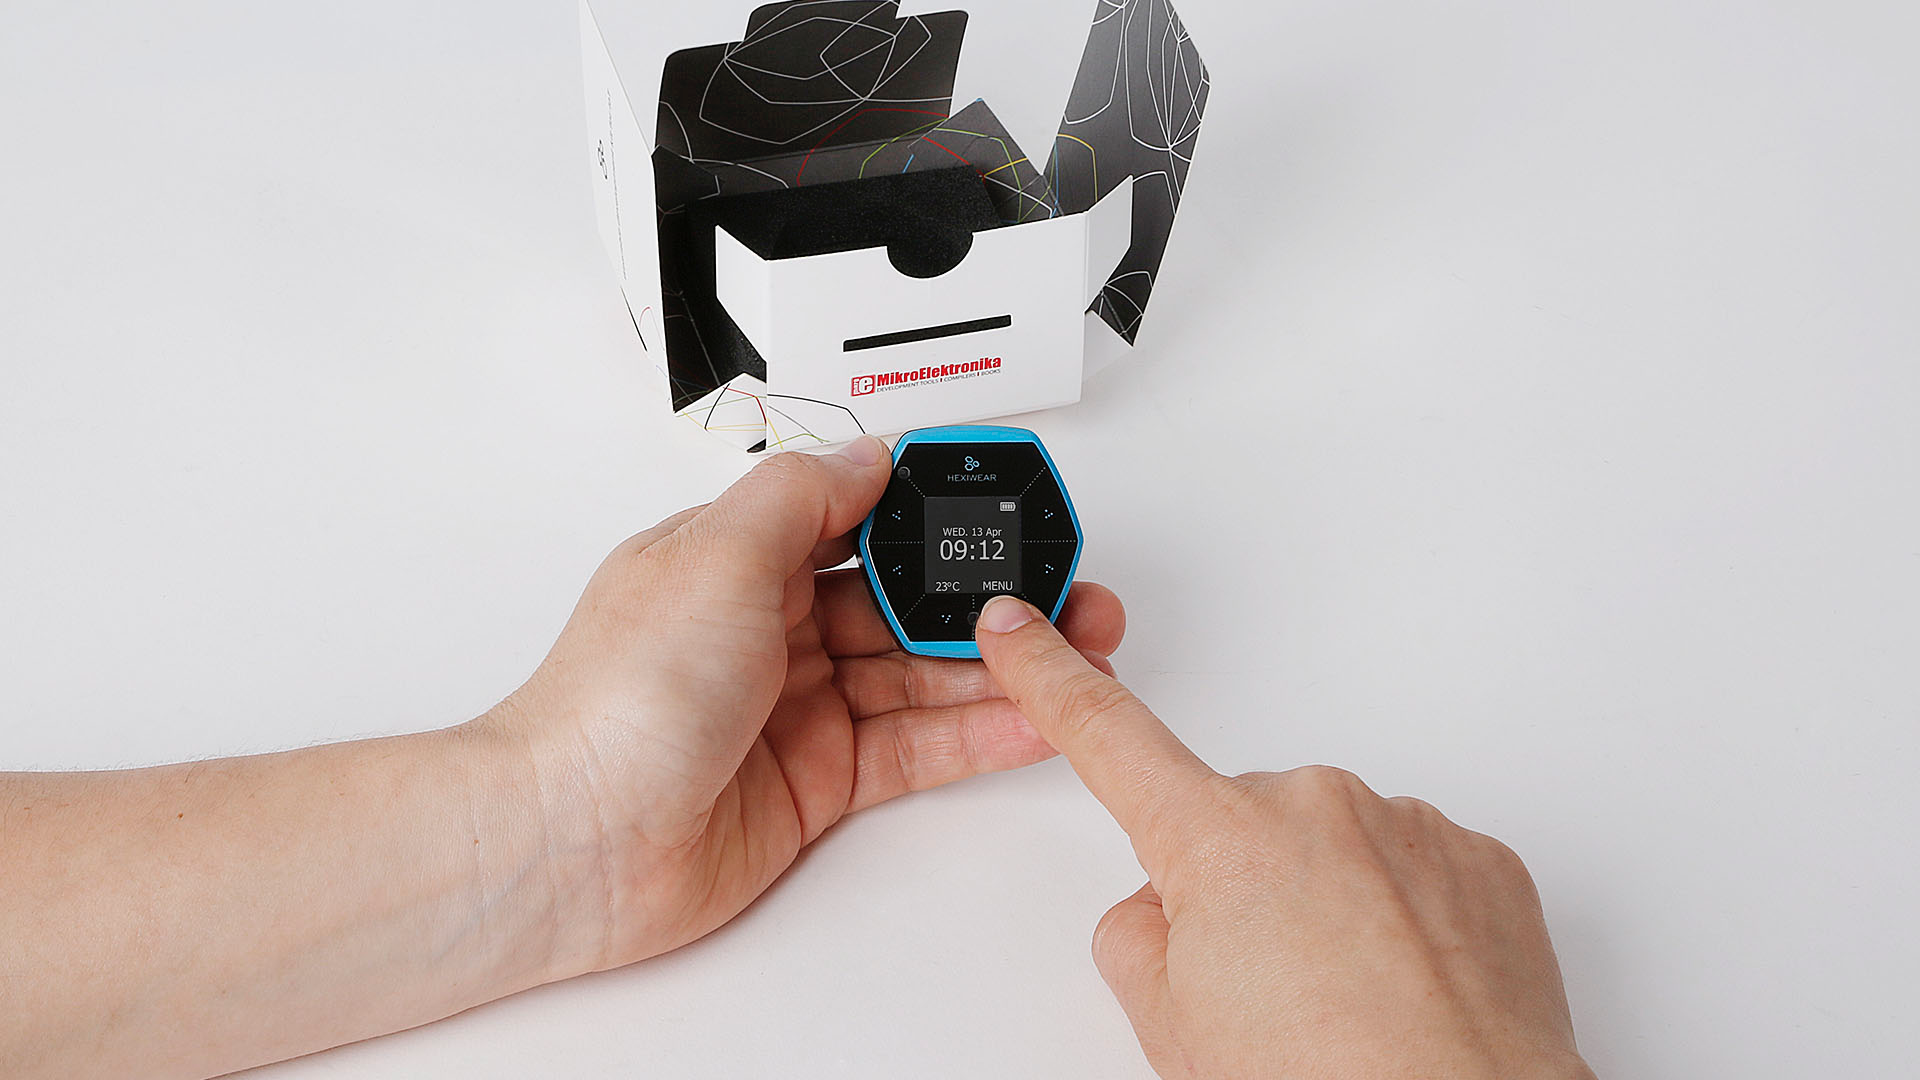 MikroElektronika
DEVELOPMENT TOOLS | COMPILERS | BOOKS
HEXIWEAR
WED. 13 Apr
09:12
23°C MENU